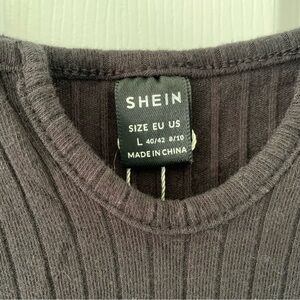 SHEIN
SIZE EU US
L 40/42 8/10
MADE IN CHINA